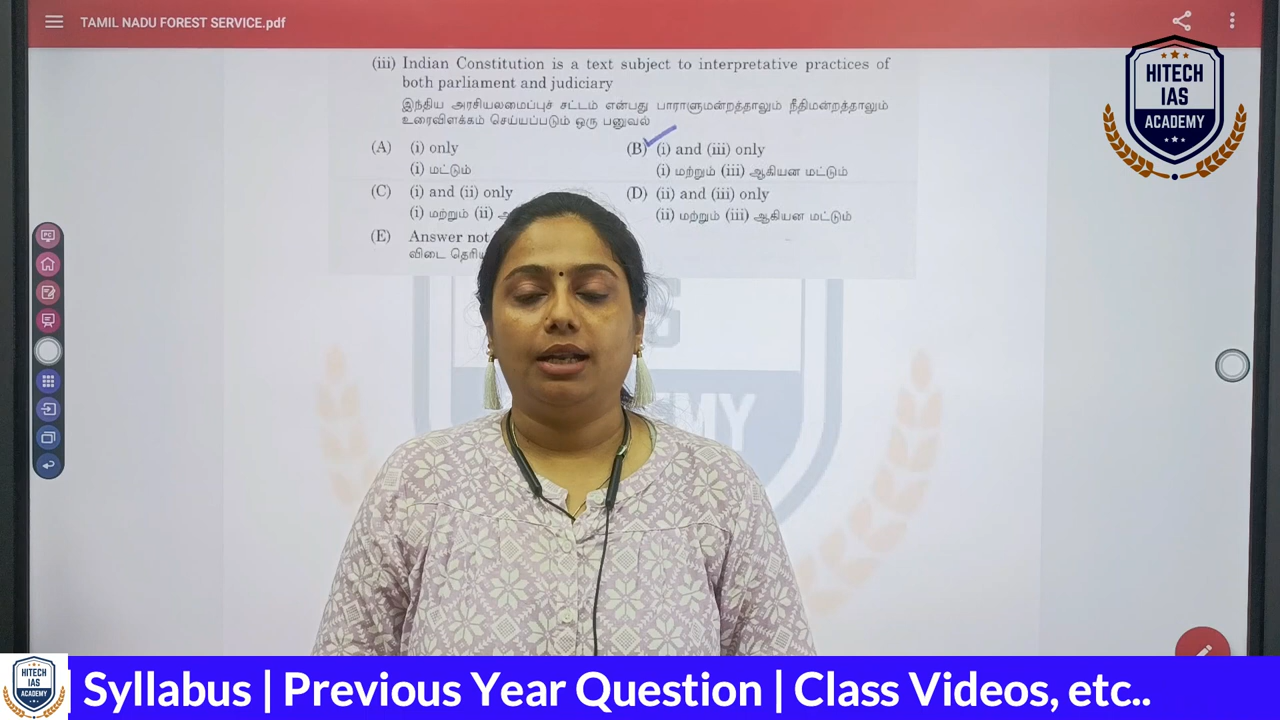 TAMIL NADU FOREST SERVICE.pdf
(iii) Indian Constitution is a text subject to interpretative practices of
both parliament and judiciary
இந்திய அரசியலமைப்புச் சட்டம் என்பது பாராளுமன்றத்தாலும் நீதிமன்றத்தாலும்
உரைவிளக்கம் செய்யப்படும் ஒரு பனுவல்
(A) (i) only
(i) மட்டும்
(B) (i) and (iii) only
(i) மற்றும் (iii) ஆகியன மட்டும்
(C) (i) and (ii) only
(i) மற்றும் (ii)
(D) (ii) and (iii) only
(ii) மற்றும் (iii) ஆகியன மட்டும்
(E) Answer not
விடை
HITECH
IAS
ACADEMY
HITECH
IAS
ACADEMY
Syllabus | Previous Year Question | Class Videos, etc..